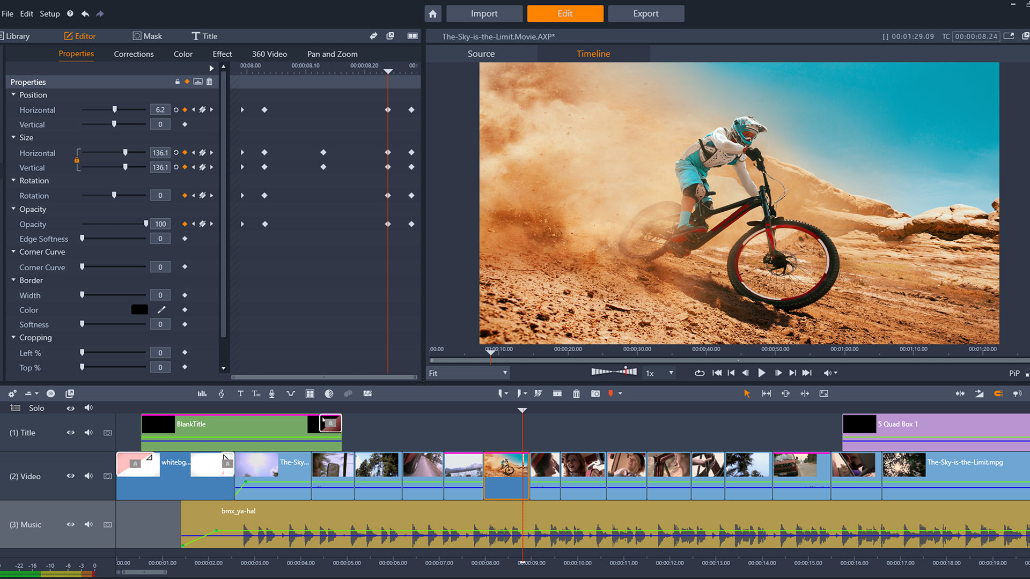 File Edit Setup Import Edit Export
Library Editor Mask Title The-Sky-is-the-Limit.Movie.AXP* [] 00:01:29.09 TC 00:00:08.24
Properties Corrections Color Effect 360 Video Pan and Zoom Source Timeline
00:08.00 00:00:08.10 00:00:08.20 00:
Properties
Position
Horizontal 6.2
Vertical 0
Size
Horizontal 136.1
Vertical 136.1
Rotation
Rotation 0
Opacity
Opacity 100
Edge Softness 0
Corner Curve
Corner Curve 0
Border
Width 0
Color
Softness 0
Cropping
Left % 0
Top % 0
:00.00 00:00:10.00 00:00:20.00 00:00:30.00 00:00:40.00 00:00:50.00 00:01:00.00 00:01:10.00 00:01:20.00
Fit 1x PiP
Solo
(1) Title BlankTitle 5 Quad Box 1
(2) Video whitebg... The-Sky-... The-Sky-is-the-Limit.mpg
(3) Music bmx_ya-ha!
:00.00 00:00:01.00 00:00:02.00 00:00:03.00 00:00:04.00 00:00:05.00 00:00:06.00 00:00:07.00 00:00:08.00 00:00:09.00 00:00:10.00 00:00:11.00 00:00:12.00 00:00:13.00 00:00:14.00 00:00:15.00 00:00:16.00 00:00:17.00 00:00:18.00 00:00:19.00
-22 -16 -10 -6 -3 0